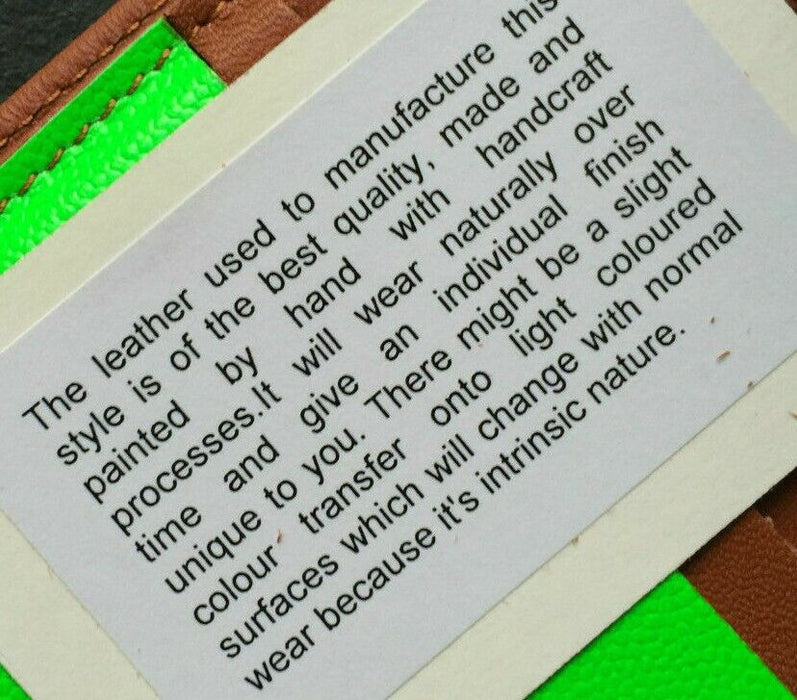 The leather used to manufacture this
style is of the best quality, made and
painted by hand with handcraft
processes.It will wear naturally over
time and give an individual finish
unique to you. There might be a slight
colour transfer onto light coloured
surfaces which will change with normal
wear because it's intrinsic nature.